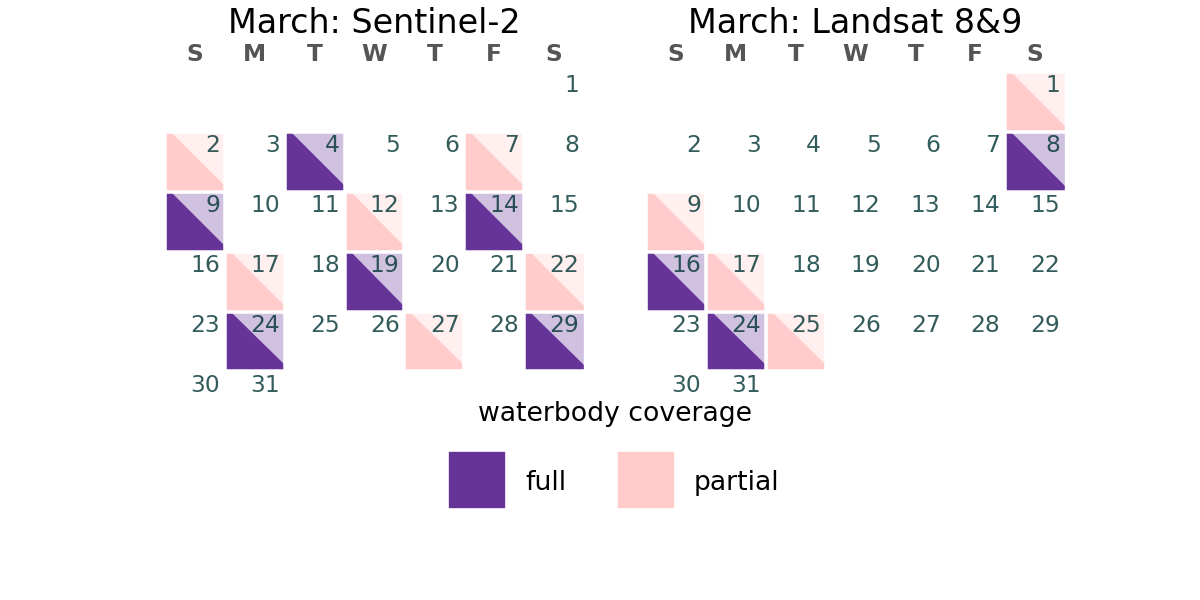 March: Sentinel-2
S M T W T F S
1
2 3 4 5 6 7 8
9 10 11 12 13 14 15
16 17 18 19 20 21 22
23 24 25 26 27 28 29
30 31
March: Landsat 8&9
S M T W T F S
1
2 3 4 5 6 7 8
9 10 11 12 13 14 15
16 17 18 19 20 21 22
23 24 25 26 27 28 29
30 31
waterbody coverage
full partial